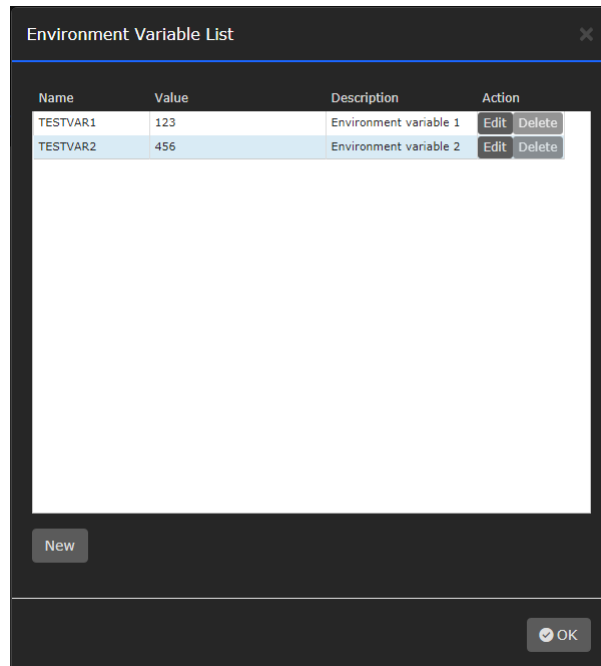 Environment Variable List
Name Value Description Action
TESTVAR1 123 Environment variable 1 Edit Delete
TESTVAR2 456 Environment variable 2 Edit Delete
New
OK